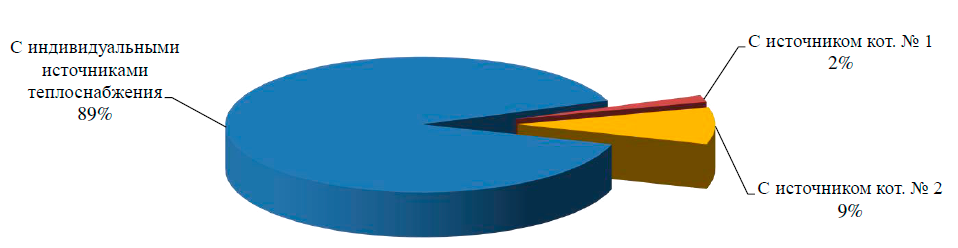 С индивидуальными
источниками
теплоснабжения
89%
С источником кот. № 1
2%
С источником кот. № 2
9%